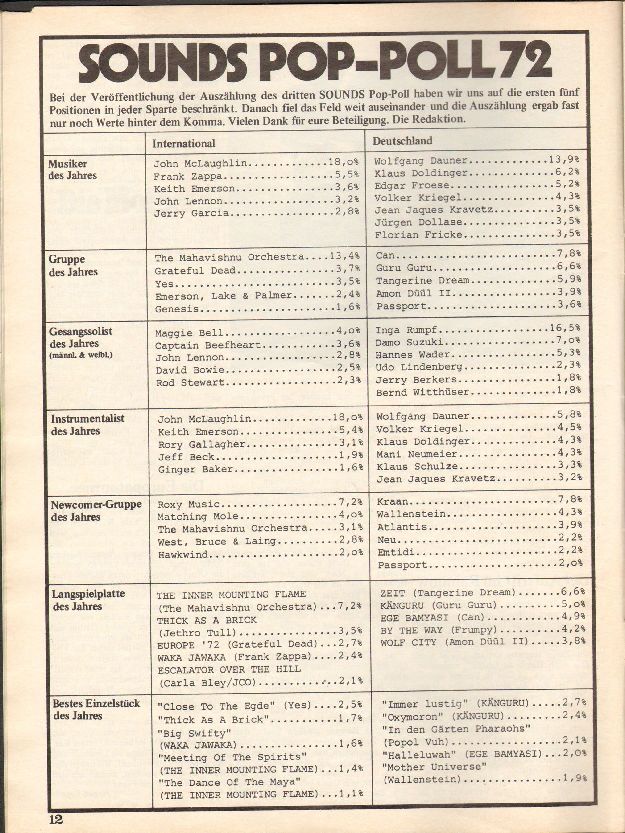 SOUNDS POP-POLL 72
Bei der Veröffentlichung der Auszählung des dritten SOUNDS Pop-Poll haben wir uns auf die ersten fünf
Positionen in jeder Sparte beschränkt. Danach fiel das Feld weit auseinander und die Auszählung ergab fast
nur noch Werte hinter dem Komma. Vielen Dank für eure Beteiligung. Die Redaktion.
International
Deutschland
Musiker
des Jahres
John McLaughlin............18,0%
Frank Zappa.................5,5%
Keith Emerson...............3,6%
John Lennon.................3,2%
Jerry Garcia................2,8%
Wolfgang Dauner............13,9%
Klaus Doldinger.............6,2%
Edgar Froese................5,2%
Volker Kriegel..............4,3%
Jean Jaques Kravetz.........3,5%
Jürgen Dollase..............3,5%
Florian Fricke..............3,5%
Gruppe
des Jahres
The Mahavishnu Orchestra....13,4%
Grateful Dead...............3,7%
Yes.........................3,5%
Emerson, Lake & Palmer......2,4%
Genesis.....................1,6%
Can.........................7,8%
Guru Guru...................6,6%
Tangerine Dream.............5,9%
Amon Düül II................3,9%
Passport....................3,6%
Gesangssolist
des Jahres
(männl. & weibl.)
Maggie Bell.................4,0%
Captain Beefheart...........3,6%
John Lennon.................2,8%
David Bowie.................2,5%
Rod Stewart.................2,3%
Inga Rumpf.................16,5%
Damo Suzuki.................7,0%
Hannes Wader................5,3%
Udo Lindenberg..............2,3%
Jerry Berkers...............1,8%
Bernd Witthüser.............1,8%
Instrumentalist
des Jahres
John McLaughlin............18,0%
Keith Emerson...............5,4%
Rory Gallagher..............3,1%
Jeff Beck...................1,9%
Ginger Baker................1,6%
Wolfgang Dauner.............5,8%
Volker Kriegel..............4,5%
Klaus Doldinger.............4,3%
Mani Neumeier...............4,3%
Klaus Schulze...............3,3%
Jean Jaques Kravetz.........3,2%
Newcomer-Gruppe
des Jahres
Roxy Music..................7,2%
Matching Mole...............4,0%
The Mahavishnu Orchestra....3,1%
West, Bruce & Laing.........2,8%
Hawkwind....................2,0%
Kraan.......................7,8%
Wallenstein.................4,3%
Atlantis....................3,9%
Neu.........................2,2%
Emtidi......................2,2%
Passport....................2,0%
Langspielplatte
des Jahres
THE INNER MOUNTING FLAME
(The Mahavishnu Orchestra)...7,2%
THICK AS A BRICK
(Jethro Tull)...............3,5%
EUROPE '72 (Grateful Dead)...2,7%
WAKA JAWAKA (Frank Zappa)....2,4%
ESCALATOR OVER THE HILL
(Carla Bley/JCO)............2,1%
ZEIT (Tangerine Dream).......6,6%
KÄNGURU (Guru Guru).........5,0%
EGE BAMYASI (Can)...........4,9%
BY THE WAY (Frumpy).........4,2%
WOLF CITY (Amon Düül II).....3,8%
Bestes Einzelstück
des Jahres
"Close To The Egde" (Yes)....2,5%
"Thick As A Brick"..........1,7%
"Big Swifty"
(WAKA JAWAKA)...............1,6%
"Meeting Of The Spirits"
(THE INNER MOUNTING FLAME)...1,4%
"The Dance Of The Maya"
(THE INNER MOUNTING FLAME)...1,1%
"Immer lustig" (KÄNGURU).....2,7%
"Oxymoron" (KÄNGURU)........2,4%
"In den Gärten Pharaohs"
(Popol Vuh).................2,1%
"Halleluwah" (EGE BAMYASI)...2,0%
"Mother Universe"
(Wallenstein)...............1,9%
12